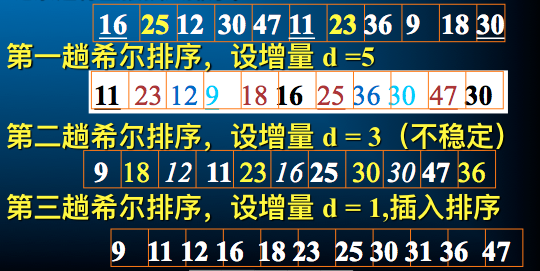 16 25 12 30 47 11 23 36 9 18 30
第一趟希尔排序，设增量 d =5
11 23 12 9 18 16 25 36 30 47 30
第二趟希尔排序，设增量 d = 3（不稳定）
9 18 12 11 23 16 25 30 30 47 36
第三趟希尔排序，设增量 d = 1,插入排序
9 11 12 16 18 23 25 30 31 36 47